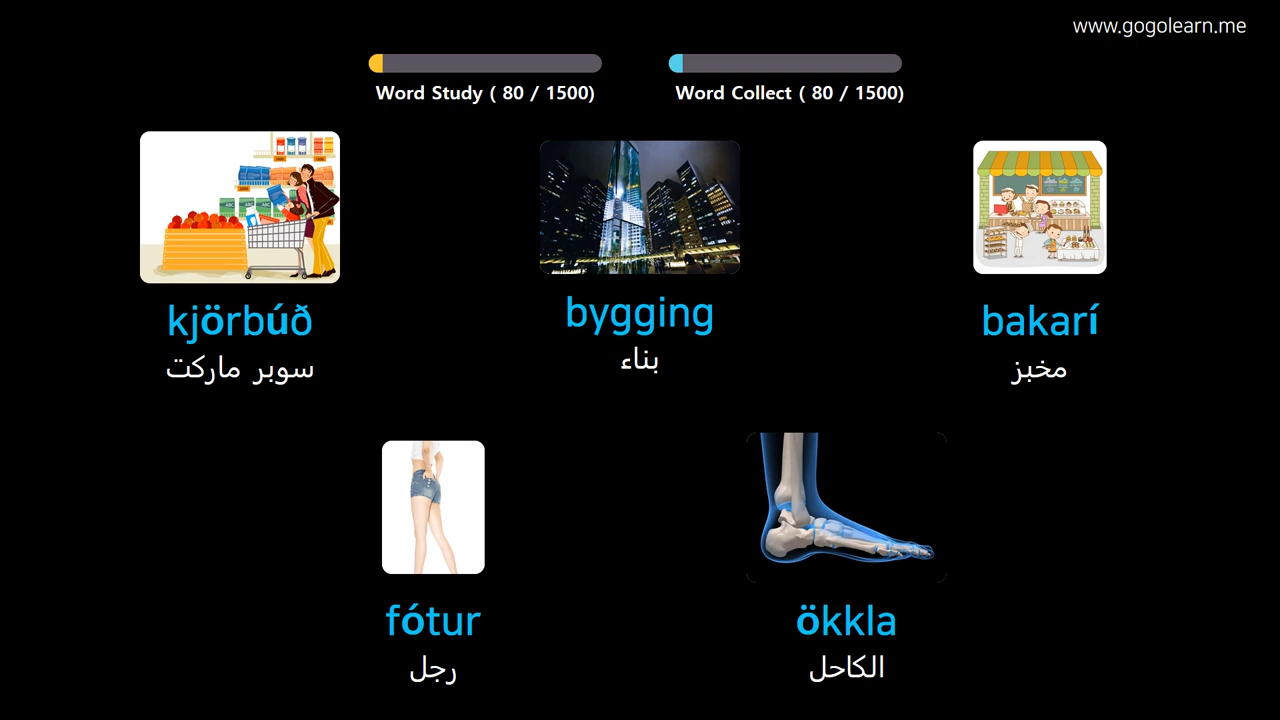 www.gogolearn.me
Word Study ( 80 / 1500)
Word Collect ( 80 / 1500)
kjörbúð
سوبر ماركت
bygging
بناء
bakarí
مخبز
fótur
رجل
ökkla
الكاحل